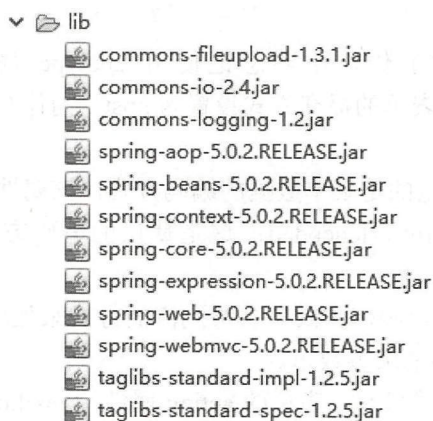 lib
commons-fileupload-1.3.1.jar
commons-io-2.4.jar
commons-logging-1.2.jar
spring-aop-5.0.2.RELEASE.jar
spring-beans-5.0.2.RELEASE.jar
spring-context-5.0.2.RELEASE.jar
spring-core-5.0.2.RELEASE.jar
spring-expression-5.0.2.RELEASE.jar
spring-web-5.0.2.RELEASE.jar
spring-webmvc-5.0.2.RELEASE.jar
taglibs-standard-impl-1.2.5.jar
taglibs-standard-spec-1.2.5.jar